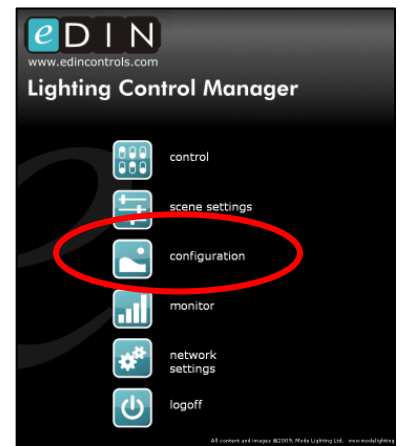 eDIN
www.edincontrols.com
Lighting Control Manager
control
scene settings
configuration
monitor
network
settings
logoff
All content and images ©2009, Mode Lighting Ltd. www.modelighting